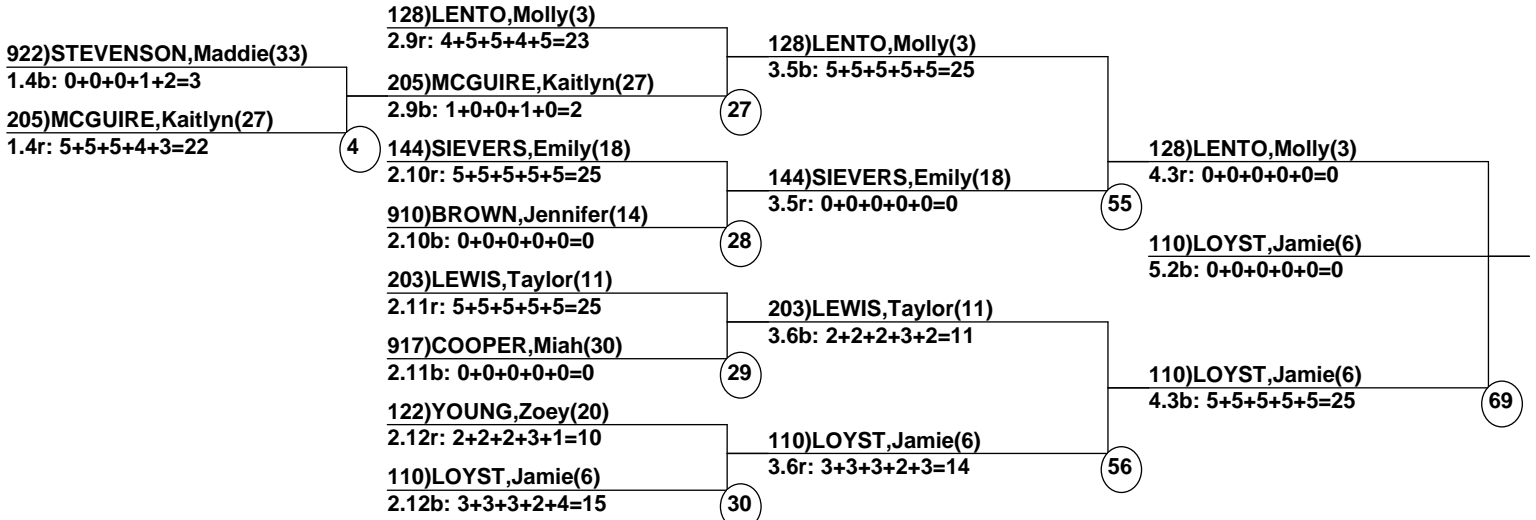 922)STEVENSON,Maddie(33)
1.4b: 0+0+0+1+2=3
205)MCGUIRE,Kaitlyn(27)
1.4r: 5+5+5+4+3=22
4
128)LENTO,Molly(3)
2.9r: 4+5+5+4+5=23
205)MCGUIRE,Kaitlyn(27)
2.9b: 1+0+0+1+0=2
27
144)SIEVERS,Emily(18)
2.10r: 5+5+5+5+5=25
910)BROWN,Jennifer(14)
2.10b: 0+0+0+0+0=0
28
203)LEWIS,Taylor(11)
2.11r: 5+5+5+5+5=25
917)COOPER,Miah(30)
2.11b: 0+0+0+0+0=0
29
122)YOUNG,Zoey(20)
2.12r: 2+2+2+3+1=10
110)LOYST,Jamie(6)
2.12b: 3+3+3+2+4=15
30
128)LENTO,Molly(3)
3.5b: 5+5+5+5+5=25
144)SIEVERS,Emily(18)
3.5r: 0+0+0+0+0=0
55
203)LEWIS,Taylor(11)
3.6b: 2+2+2+3+2=11
110)LOYST,Jamie(6)
3.6r: 3+3+3+2+3=14
56
128)LENTO,Molly(3)
4.3r: 0+0+0+0+0=0
110)LOYST,Jamie(6)
5.2b: 0+0+0+0+0=0
110)LOYST,Jamie(6)
4.3b: 5+5+5+5+5=25
69